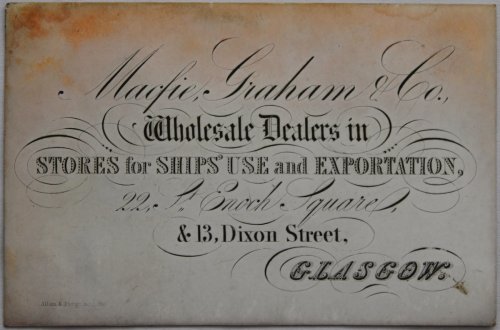 Macfie, Graham & Co.,
Wholesale Dealers in
STORES for SHIPS' USE and EXPORTATION,
22, St. Enoch Square,
& 13, Dixon Street,
GLASGOW.
Allan &